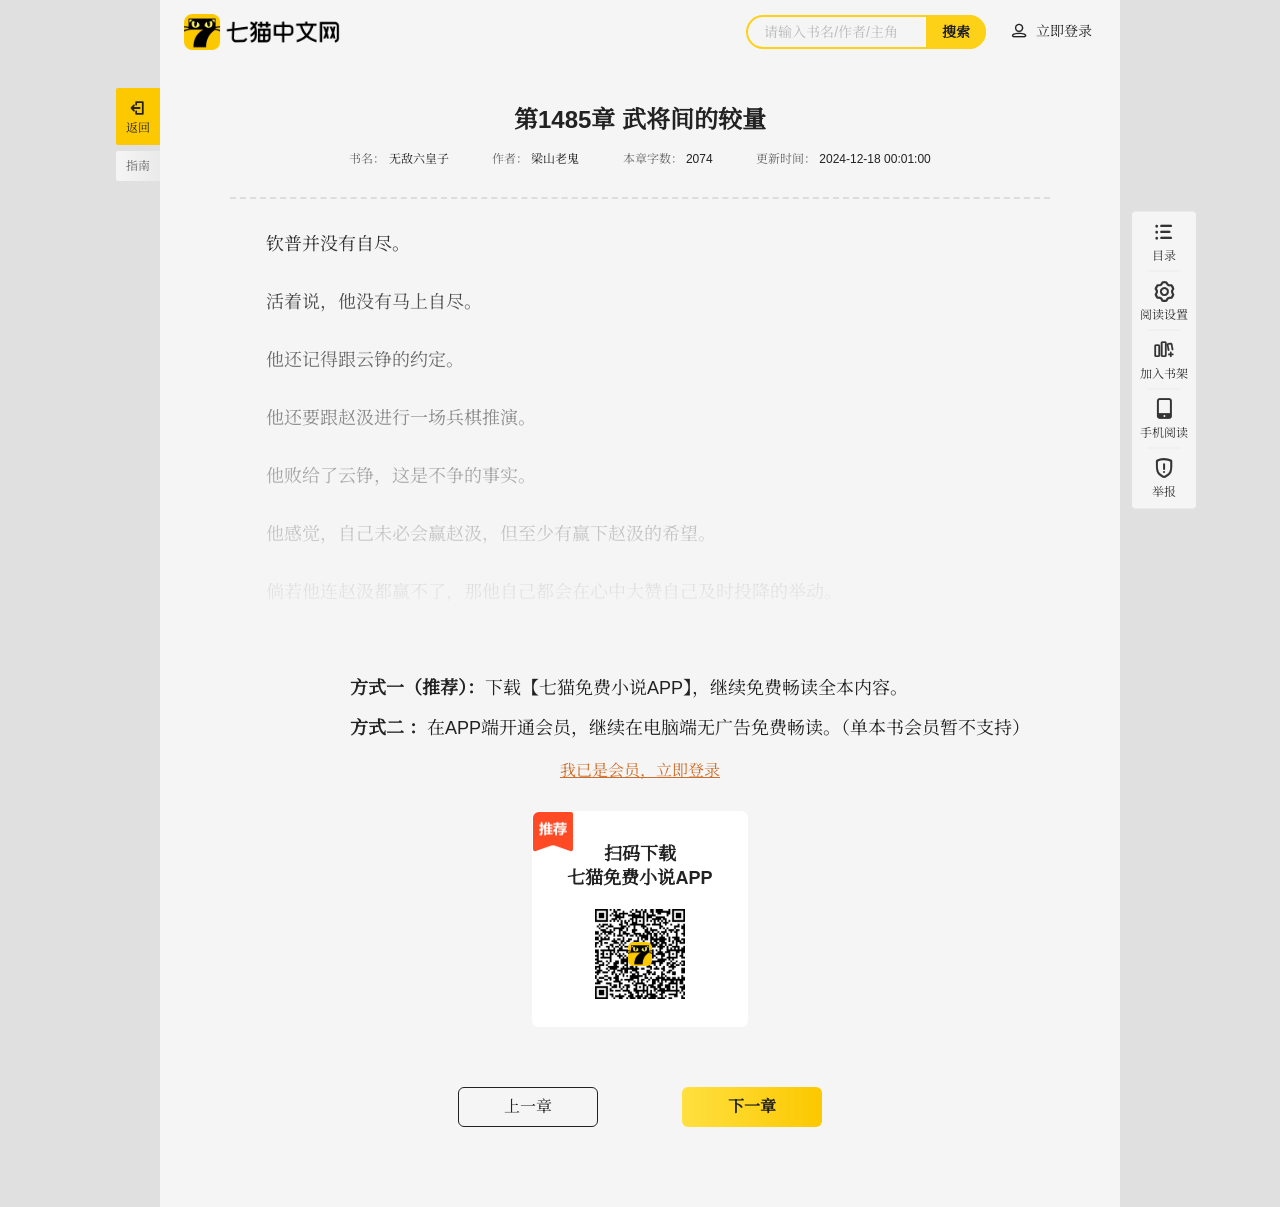 七猫中文网
请输入书名/作者/主角
搜索
立即登录
返回
指南
第1485章 武将间的较量
书名： 无敌六皇子 作者： 梁山老鬼 本章字数： 2074 更新时间： 2024-12-18 00:01:00
钦普并没有自尽。
活着说，他没有马上自尽。
他还记得跟云铮的约定。
他还要跟赵汲进行一场兵棋推演。
他败给了云铮，这是不争的事实。
他感觉，自己未必会赢赵汲，但至少有赢下赵汲的希望。
倘若他连赵汲都赢不了，那他自己都会在心中大赞自己及时投降的举动。
目录
阅读设置
加入书架
手机阅读
举报
方式一（推荐）：下载【七猫免费小说APP】，继续免费畅读全本内容。
方式二 ：在APP端开通会员，继续在电脑端无广告免费畅读。（单本书会员暂不支持）
我已是会员，立即登录
推荐
扫码下载
七猫免费小说APP
上一章
下一章